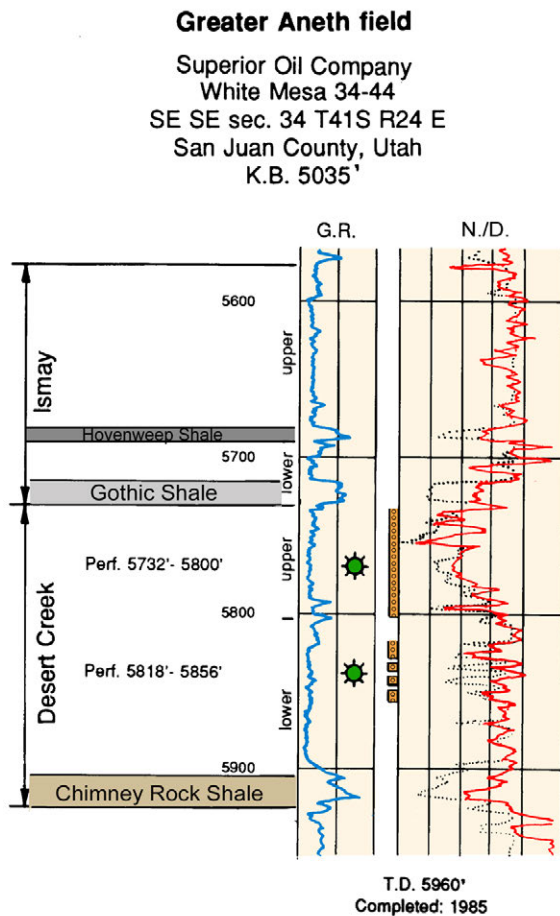 Greater Aneth field
Superior Oil Company
White Mesa 34-44
SE SE sec. 34 T41S R24 E
San Juan County, Utah
K.B. 5035'
G.R.
N./D.
5600
upper
Ismay
Hovenweep Shale
5700
lower
Gothic Shale
Perf. 5732'- 5800'
upper
5800
Desert Creek
Perf. 5818'- 5856'
lower
5900
Chimney Rock Shale
T.D. 5960'
Completed: 1985